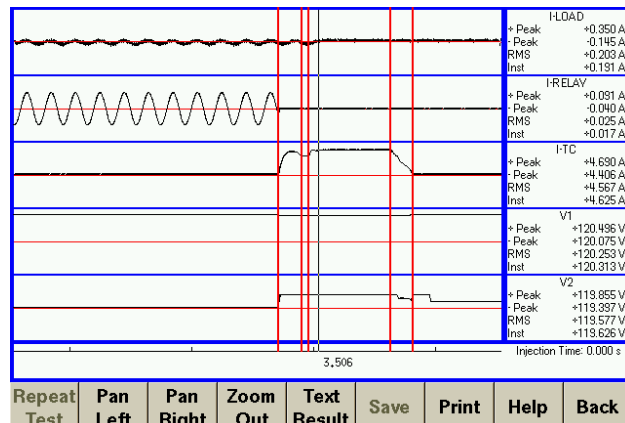 I-LOAD
+ Peak +0.350 A
- Peak -0.145 A
RMS +0.203 A
Inst +0.191 A
I-RELAY
+ Peak +0.091 A
- Peak -0.040 A
RMS +0.025 A
Inst +0.017 A
I-TC
+ Peak +4.690 A
- Peak +4.406 A
RMS +4.567 A
Inst +4.625 A
V1
+ Peak +120.496 V
- Peak +120.075 V
RMS +120.253 V
Inst +120.313 V
V2
+ Peak +119.855 V
- Peak +119.397 V
RMS +119.577 V
Inst +119.626 V
3.506
Injection Time: 0.000 s
Repeat Test
Pan Left
Pan Right
Zoom Out
Text Result
Save
Print
Help
Back